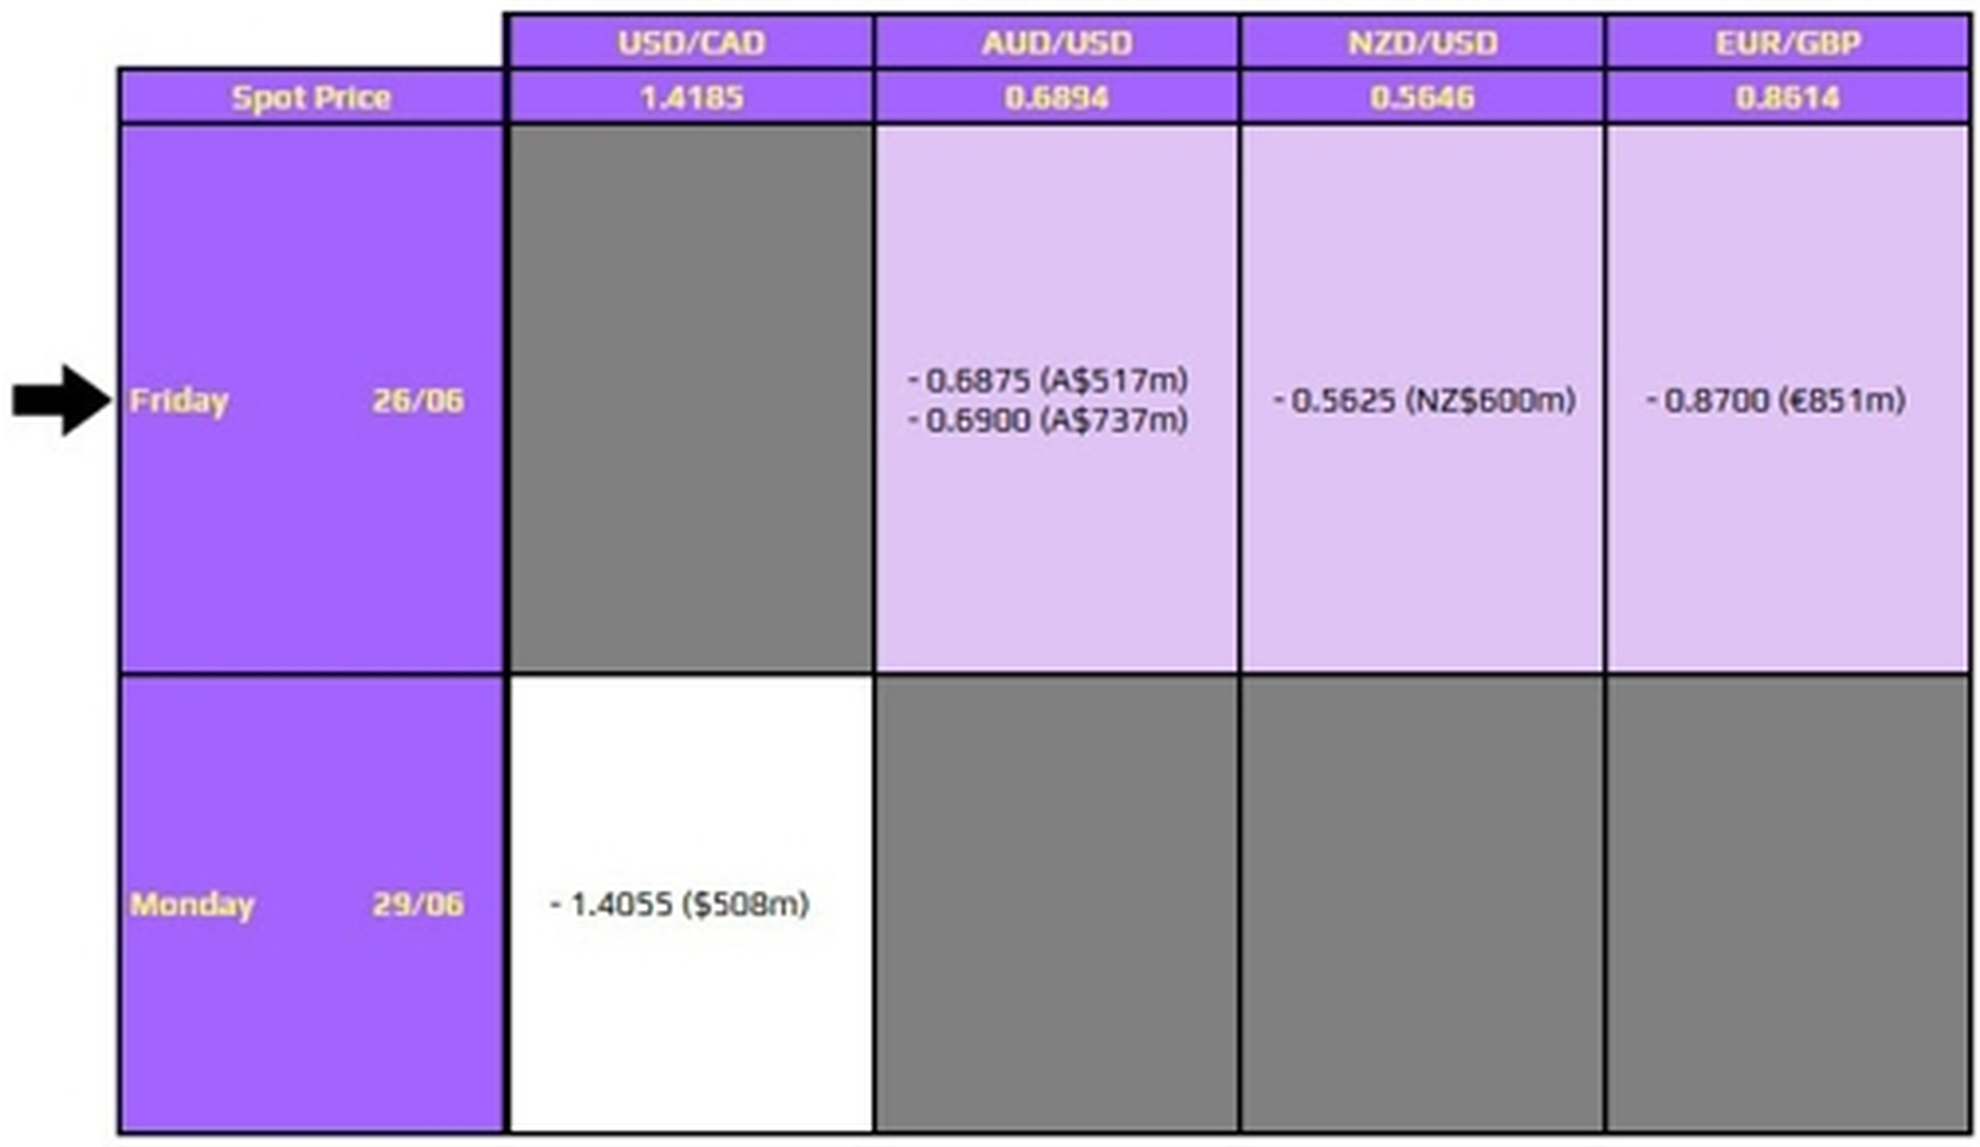 USD/CAD AUD/USD NZD/USD EUR/GBP
Spot Price 1.4185 0.6894 0.5646 0.8614
Friday 26/06
- 0.6875 (A$517m)
- 0.6900 (A$737m)
- 0.5625 (NZ$600m)
- 0.8700 (€851m)
Monday 29/06
- 1.4055 ($508m)